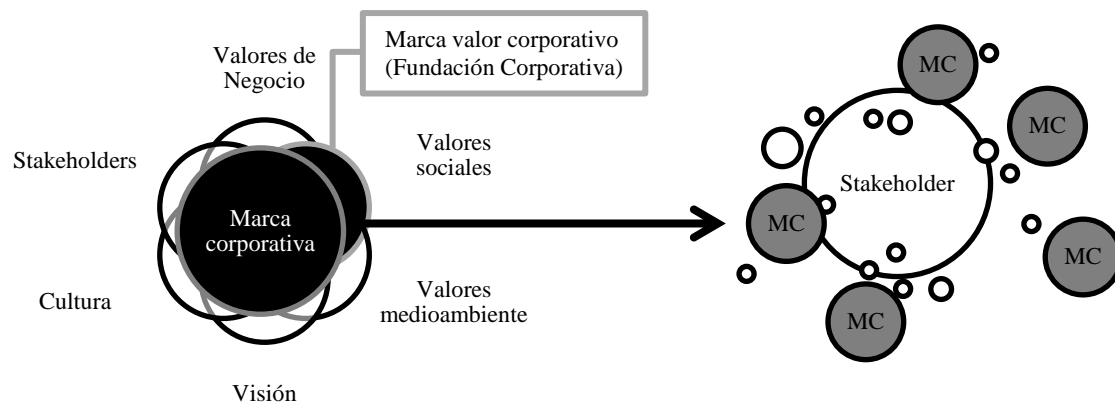 Valores de
Negocio
Marca valor corporativo
(Fundación Corporativa)
Stakeholders
Valores
sociales
Marca
corporativa
Cultura
Valores
medioambiente
Visión
MC
MC
Stakeholder
MC
MC
MC